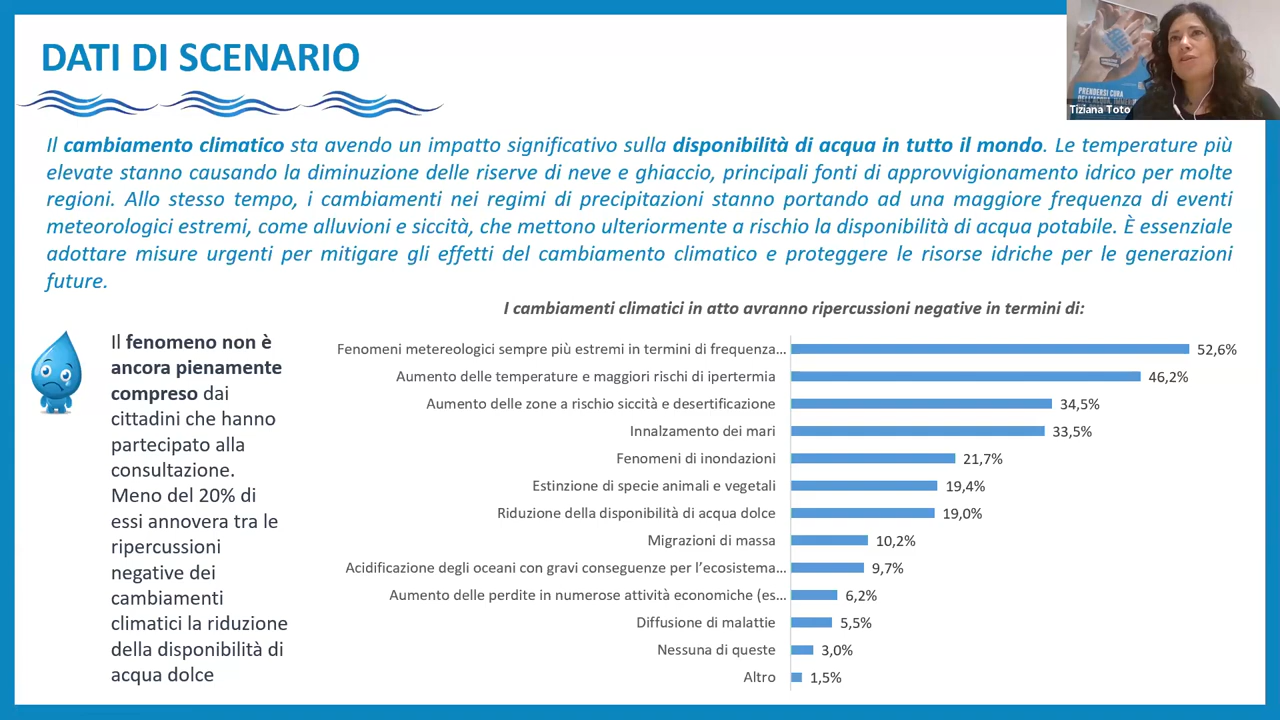 DATI DI SCENARIO
PRENDERSI CURA
DELL'ACQUA,
Tiziana Toto
Il cambiamento climatico sta avendo un impatto significativo sulla disponibilità di acqua in tutto il mondo. Le temperature più
elevate stanno causando la diminuzione delle riserve di neve e ghiaccio, principali fonti di approvvigionamento idrico per molte
regioni. Allo stesso tempo, i cambiamenti nei regimi di precipitazioni stanno portando ad una maggiore frequenza di eventi
meteorologici estremi, come alluvioni e siccità, che mettono ulteriormente a rischio la disponibilità di acqua potabile. È essenziale
adottare misure urgenti per mitigare gli effetti del cambiamento climatico e proteggere le risorse idriche per le generazioni
future.
Il fenomeno non è
ancora pienamente
compreso dai
cittadini che hanno
partecipato alla
consultazione.
Meno del 20% di
essi annovera tra le
ripercussioni
negative dei
cambiamenti
climatici la riduzione
della disponibilità di
acqua dolce
I cambiamenti climatici in atto avranno ripercussioni negative in termini di:
Fenomeni metereologici sempre più estremi in termini di frequenza... 52,6%
Aumento delle temperature e maggiori rischi di ipertermia 46,2%
Aumento delle zone a rischio siccità e desertificazione 34,5%
Innalzamento dei mari 33,5%
Fenomeni di inondazioni 21,7%
Estinzione di specie animali e vegetali 19,4%
Riduzione della disponibilità di acqua dolce 19,0%
Migrazioni di massa 10,2%
Acidificazione degli oceani con gravi conseguenze per l'ecosistema... 9,7%
Aumento delle perdite in numerose attività economiche (es... 6,2%
Diffusione di malattie 5,5%
Nessuna di queste 3,0%
Altro 1,5%